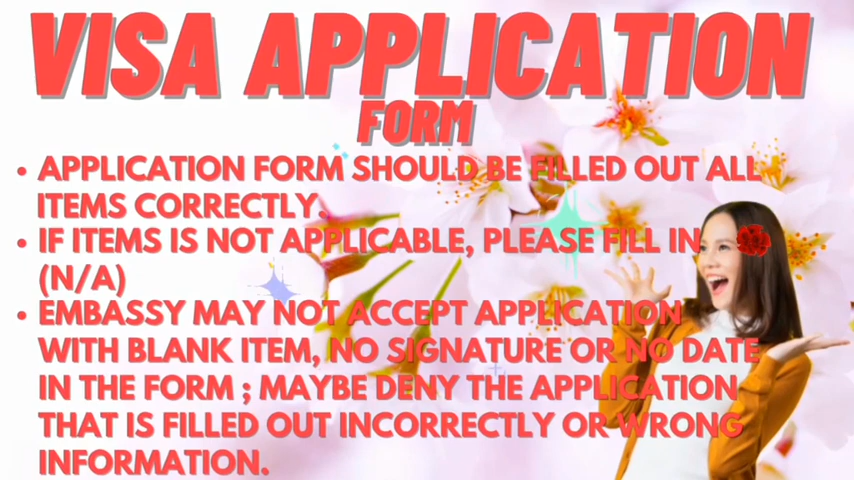 VISA APPLICATION
FORM
• APPLICATION FORM SHOULD BE FILLED OUT ALL
ITEMS CORRECTLY.
• IF ITEMS IS NOT APPLICABLE, PLEASE FILL IN
(N/A)
• EMBASSY MAY NOT ACCEPT APPLICATION
WITH BLANK ITEM, NO SIGNATURE OR NO DATE
IN THE FORM ; MAYBE DENY THE APPLICATION
THAT IS FILLED OUT INCORRECTLY OR WRONG
INFORMATION.